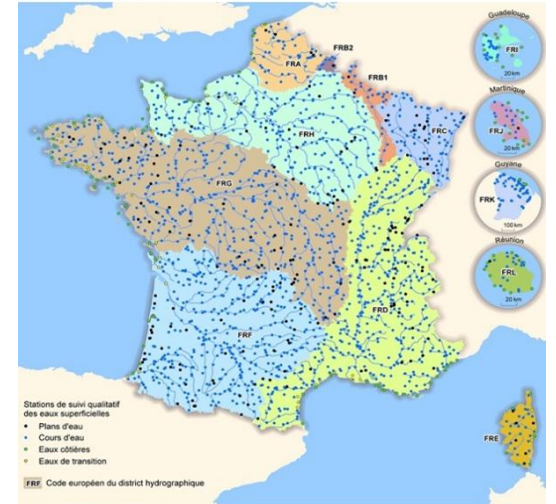 Guadeloupe
FRI
20 km
Martinique
FRJ
20 km
Guyane
FRK
100 km
Réunion
FRL
20 km
FRA
FRB2
FRB1
FRH
FRC
FRG
FRF
FRD
FRE
Stations de suivi qualitatif
des eaux superficielles
Plans d'eau
Cours d'eau
Eaux côtières
Eaux de transition
FRF Code européen du district hydrographique